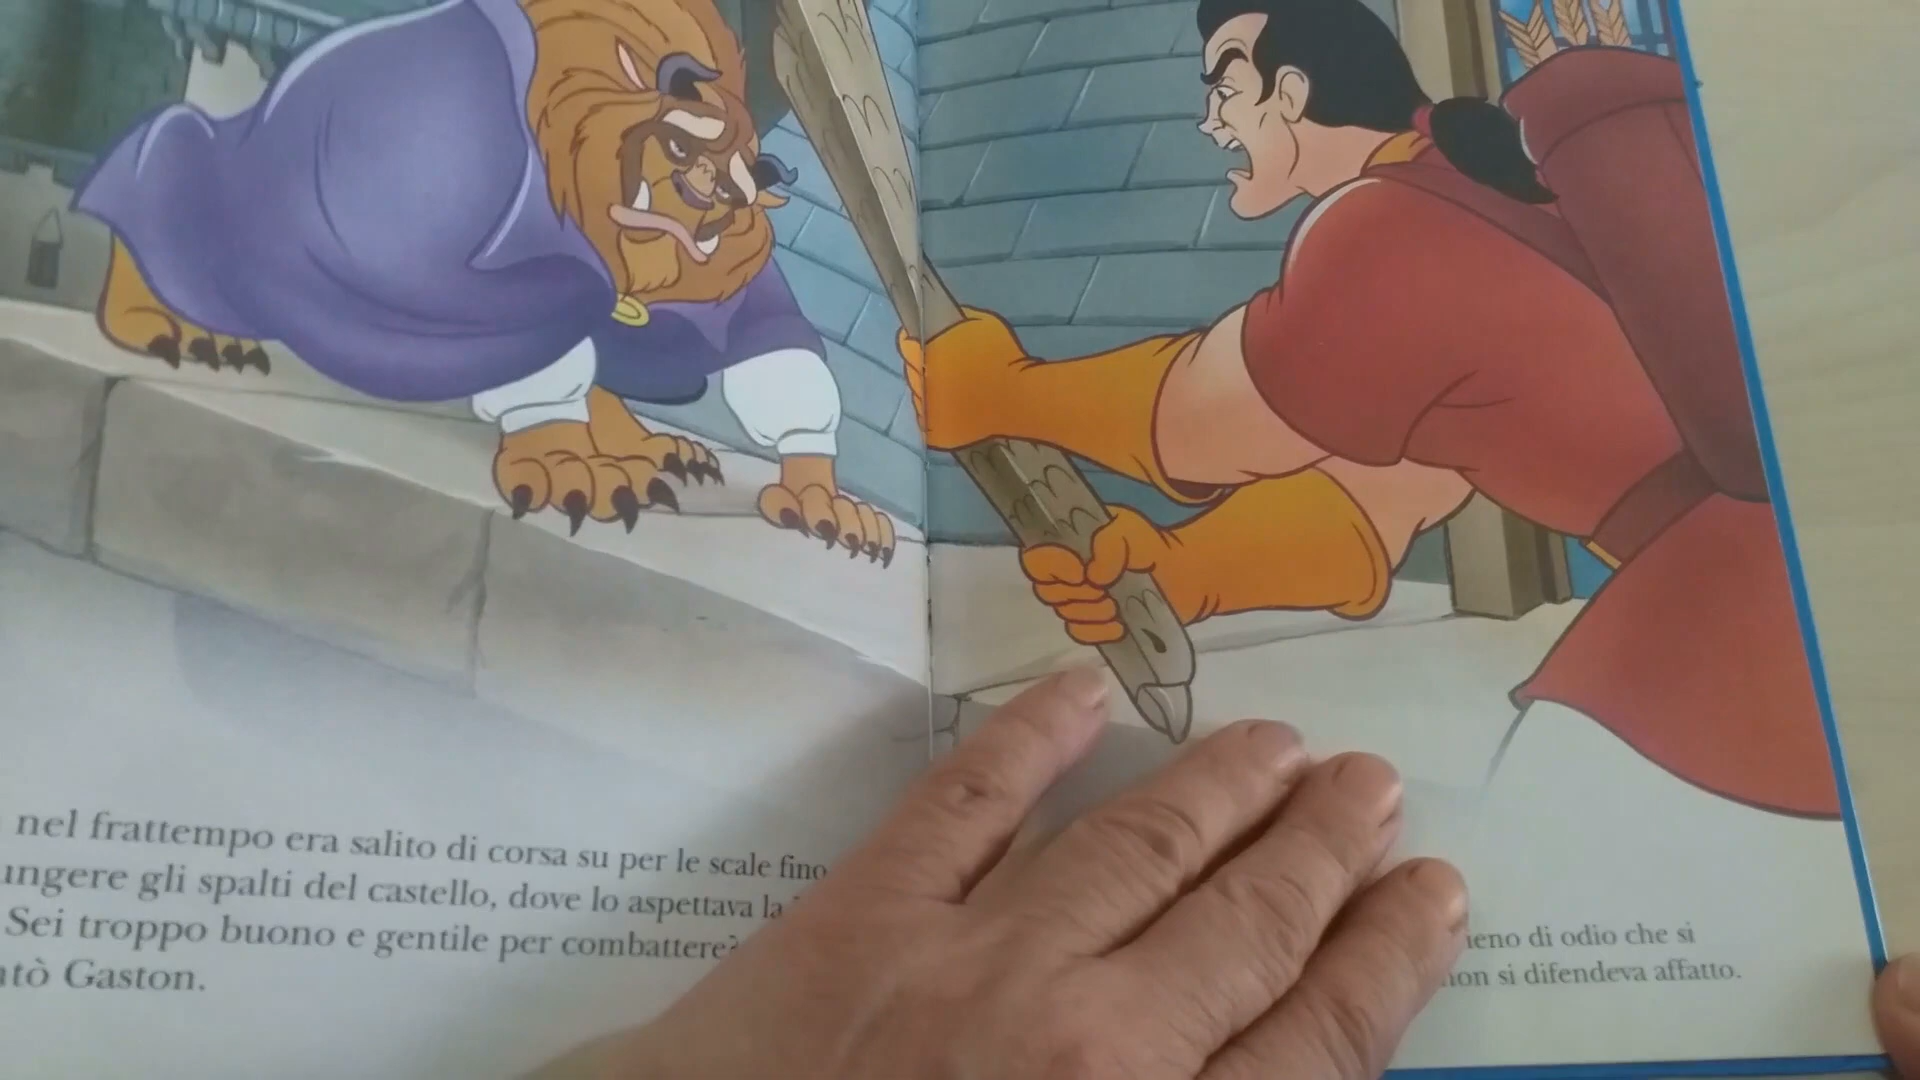 nel frattempo era salito di corsa su per le scale fino
ungere gli spalti del castello, dove lo aspettava la
Sei troppo buono e gentile per combattere?
tò Gaston.
ieno di odio che si
non si difendeva affatto.